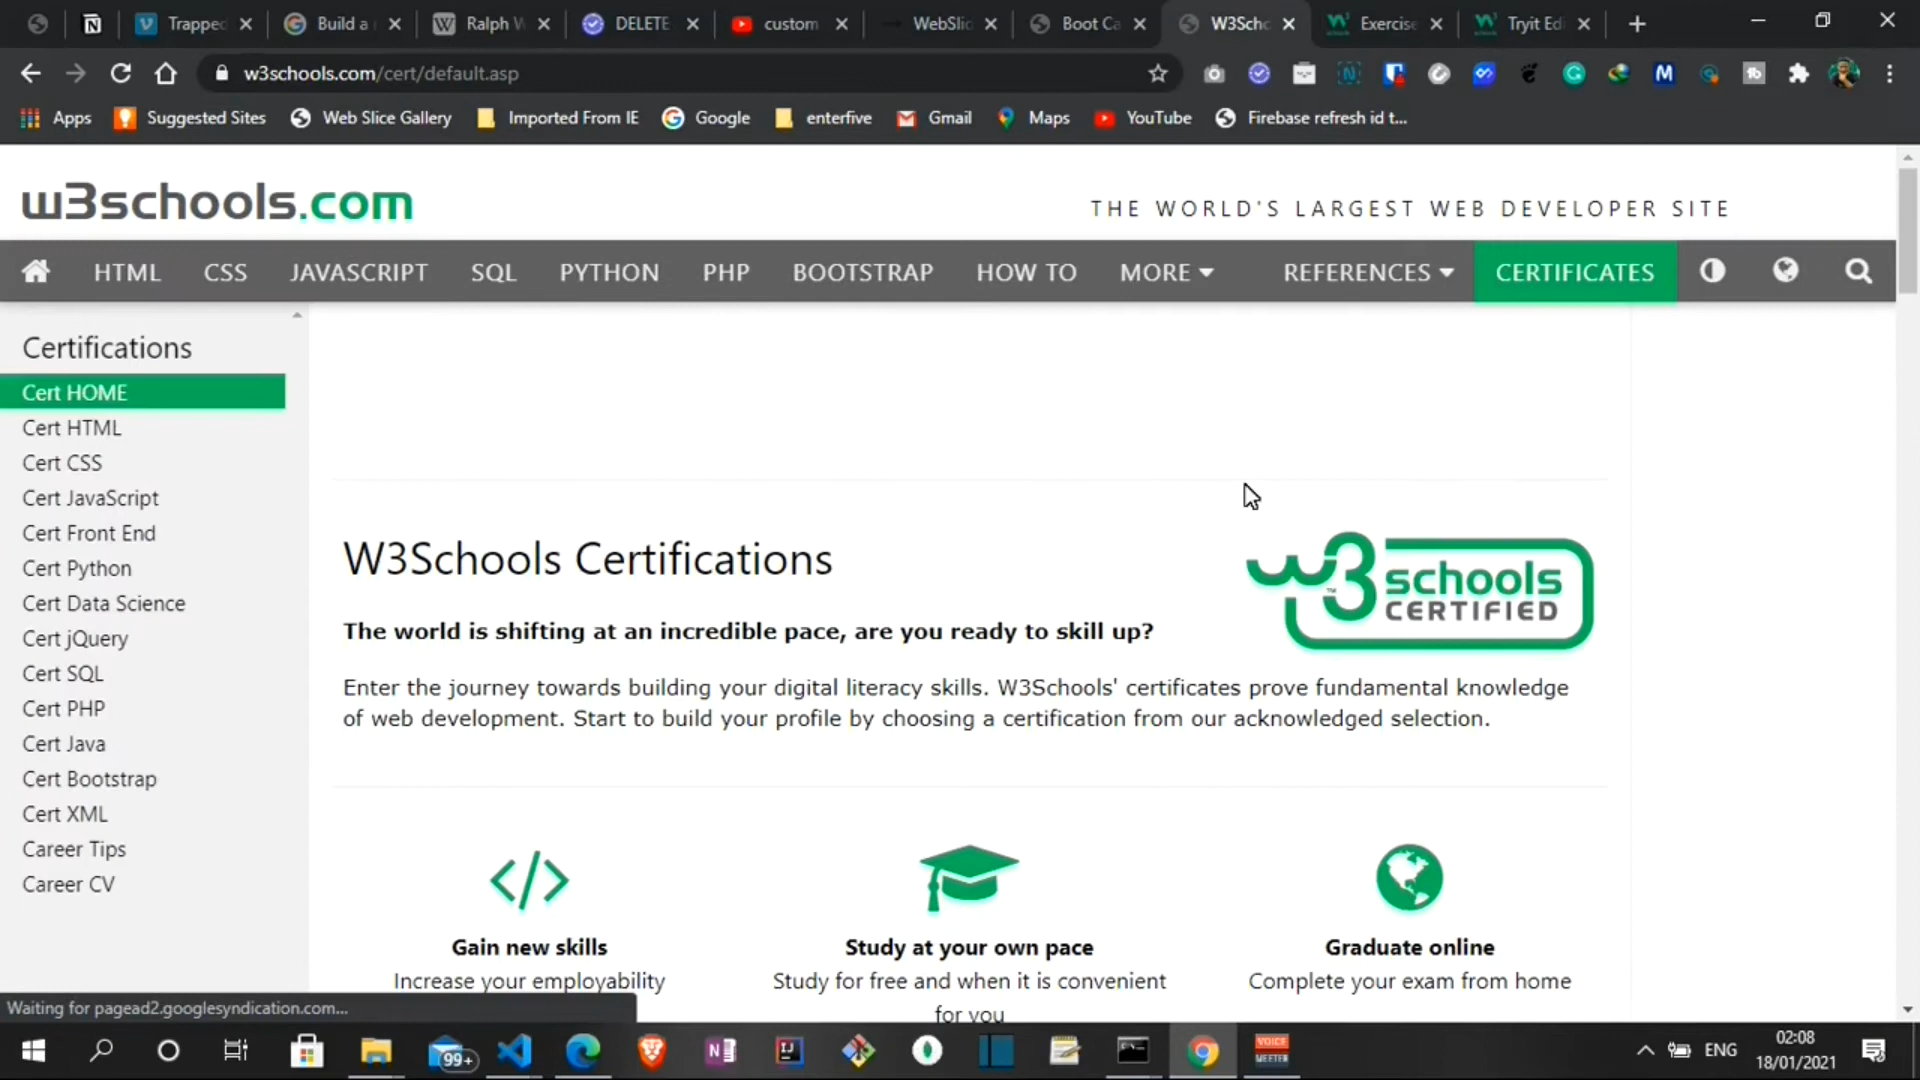 Trapped
Build a
Ralph W
DELETE
custom
WebSlic
Boot Ca
W3Scho
Exercise
Tryit Edi
w3schools.com/cert/default.asp
Apps
Suggested Sites
Web Slice Gallery
Imported From IE
Google
enterfive
Gmail
Maps
YouTube
Firebase refresh id t...
w3schools.com
THE WORLD'S LARGEST WEB DEVELOPER SITE
HTML CSS JAVASCRIPT SQL PYTHON PHP BOOTSTRAP HOW TO MORE REFERENCES CERTIFICATES
Certifications
Cert HOME
Cert HTML
Cert CSS
Cert JavaScript
Cert Front End
Cert Python
Cert Data Science
Cert jQuery
Cert SQL
Cert PHP
Cert Java
Cert Bootstrap
Cert XML
Career Tips
Career CV
W3Schools Certifications
w3schools
CERTIFIED
The world is shifting at an incredible pace, are you ready to skill up?
Enter the journey towards building your digital literacy skills. W3Schools' certificates prove fundamental knowledge
of web development. Start to build your profile by choosing a certification from our acknowledged selection.
Gain new skills
Increase your employability
Study at your own pace
Study for free and when it is convenient
for you
Graduate online
Complete your exam from home
Waiting for pagead2.googlesyndication.com...
99+
VOICE
MEETER
ENG
02:08
18/01/2021